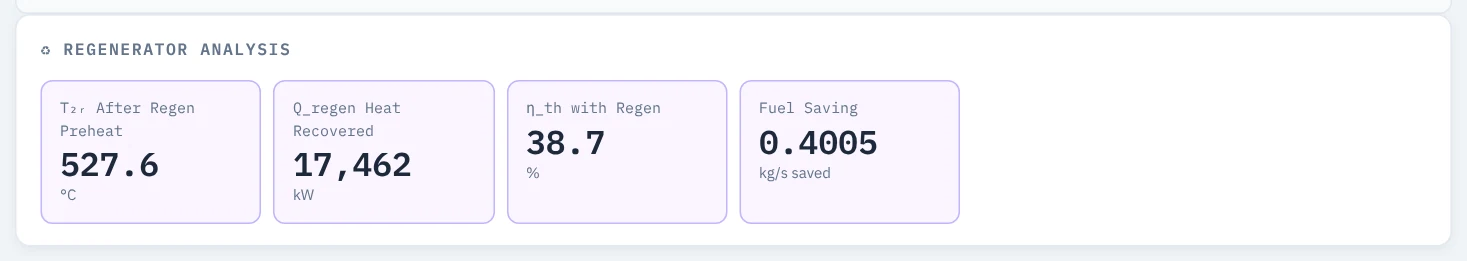 ♻ REGENERATOR ANALYSIS
T₂ᵣ After Regen
Preheat
527.6
°C
Q_regen Heat
Recovered
17,462
kW
η_th with Regen
38.7
%
Fuel Saving
0.4005
kg/s saved